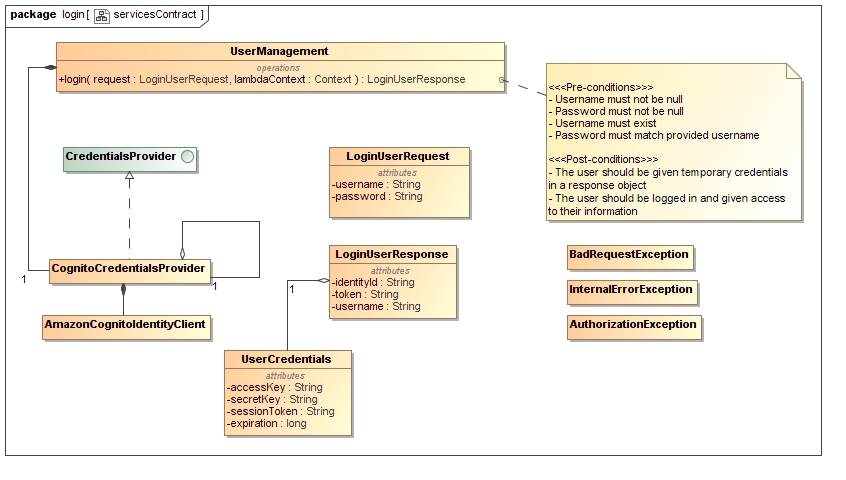 package login [ servicesContract ]
UserManagement
operations
+login( request : LoginUserRequest, lambdaContext : Context ) : LoginUserResponse
<<<Pre-conditions>>>
- Username must not be null
- Password must not be null
- Username must exist
- Password must match provided username
<<<Post-conditions>>>
- The user should be given temporary credentials
in a response object
- The user should be logged in and given access
to their information
CredentialsProvider
LoginUserRequest
attributes
-username : String
-password : String
CognitoCredentialsProvider
1
1
AmazonCognitoIdentityClient
LoginUserResponse
attributes
-identityId : String
-token : String
-username : String
1
UserCredentials
attributes
-accessKey : String
-secretKey : String
-sessionToken : String
-expiration : long
BadRequestException
InternalErrorException
AuthorizationException